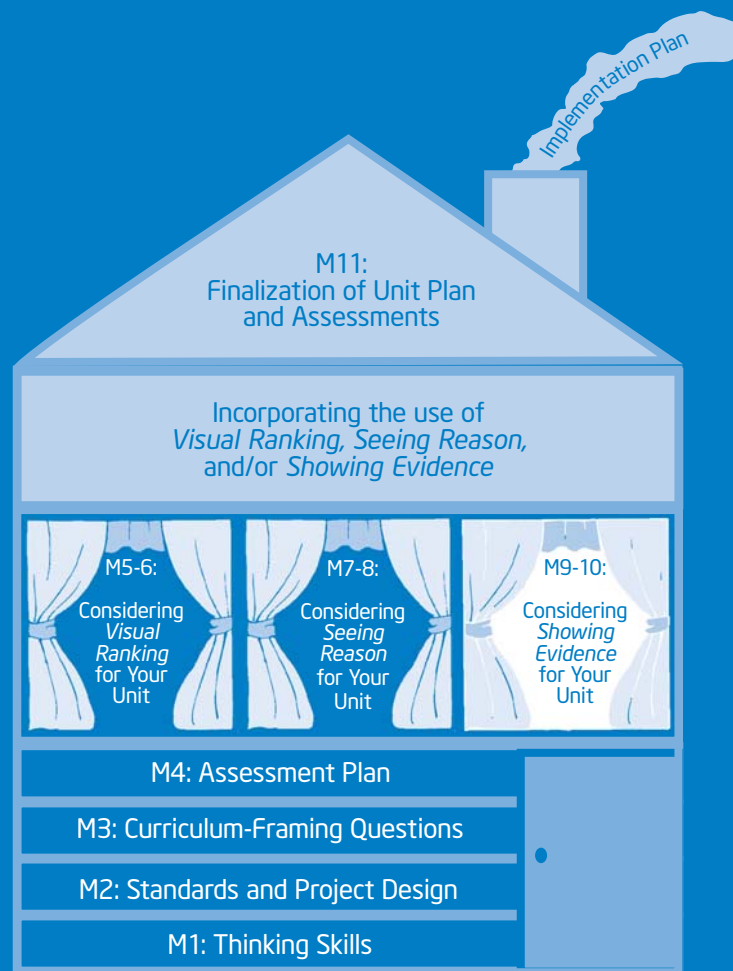 Implementation Plan
M11:
Finalization of Unit Plan
and Assessments
Incorporating the use of
Visual Ranking, Seeing Reason,
and/or Showing Evidence
M5-6:
Considering
Visual
Ranking
for Your
Unit
M7-8:
Considering
Seeing
Reason
for Your
Unit
M9-10:
Considering
Showing
Evidence
for Your
Unit
M4: Assessment Plan
M3: Curriculum-Framing Questions
M2: Standards and Project Design
M1: Thinking Skills